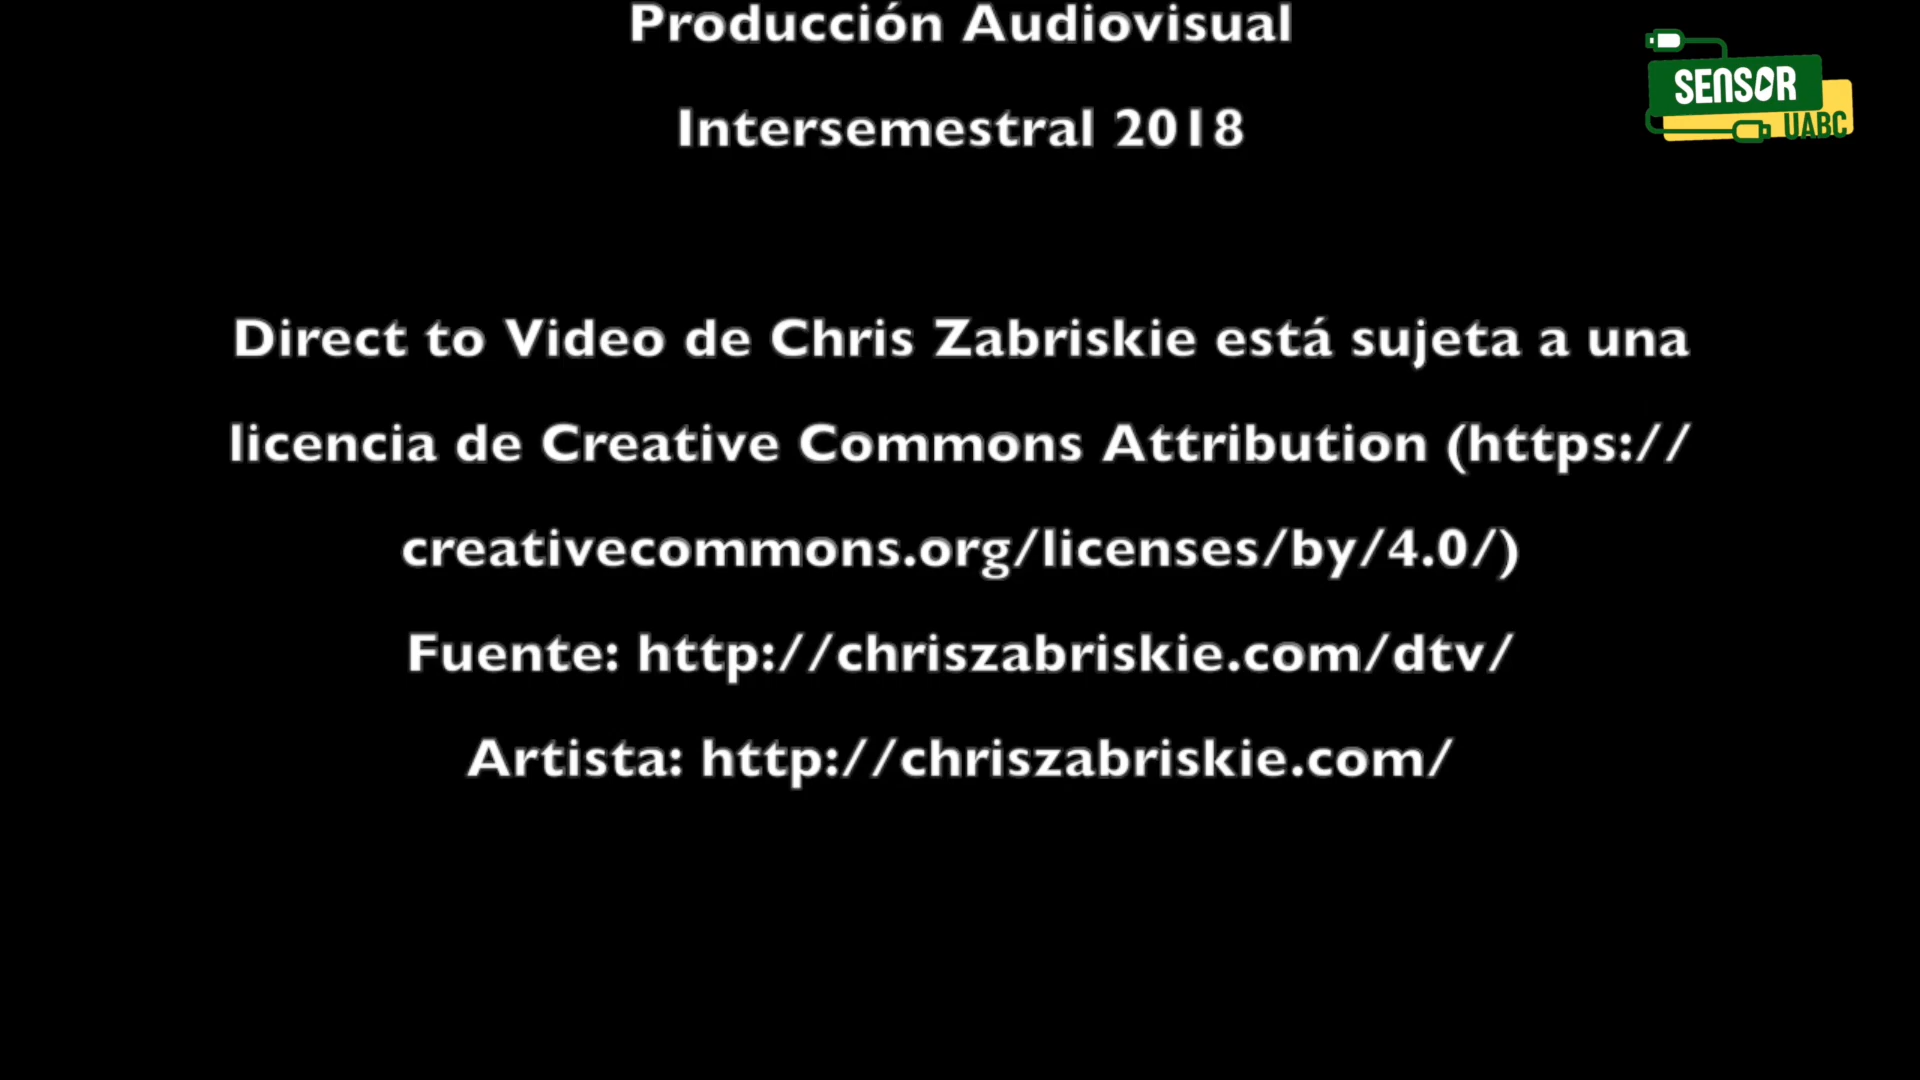 Producción Audiovisual
SENSOR
UABC
Intersemestral 2018
Direct to Video de Chris Zabriskie está sujeta a una
licencia de Creative Commons Attribution (https://
creativecommons.org/licenses/by/4.0/)
Fuente: http://chriszabriskie.com/dtv/
Artista: http://chriszabriskie.com/